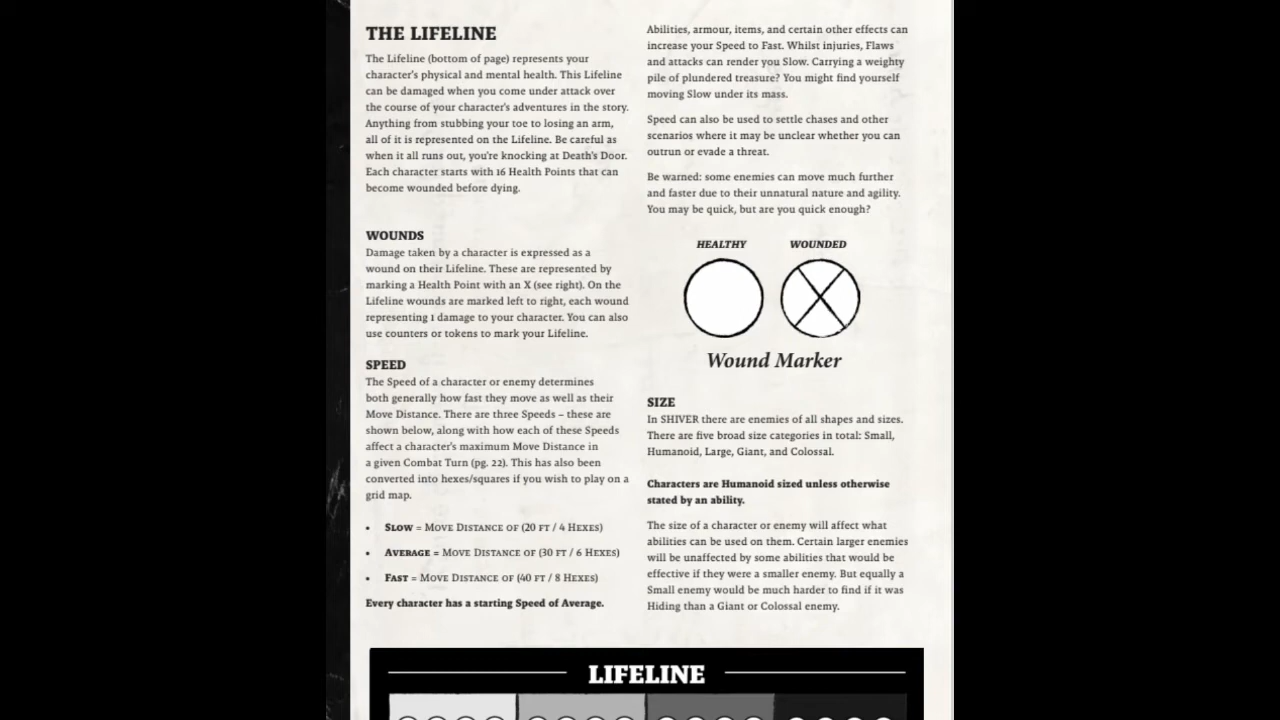 THE LIFELINE
The Lifeline (bottom of page) represents your
character's physical and mental health. This Lifeline
can be damaged when you come under attack over
the course of your character's adventures in the story.
Anything from stubbing your toe to losing an arm,
all of it is represented on the Lifeline. Be careful as
when it all runs out, you're knocking at Death's Door.
Each character starts with 16 Health Points that can
become wounded before dying.
WOUNDS
Damage taken by a character is expressed as a
wound on their Lifeline. These are represented by
marking a Health Point with an X (see right). On the
Lifeline wounds are marked left to right, each wound
representing 1 damage to your character. You can also
use counters or tokens to mark your Lifeline.
SPEED
The Speed of a character or enemy determines
both generally how fast they move as well as their
Move Distance. There are three Speeds – these are
shown below, along with how each of these Speeds
affect a character's maximum Move Distance in
a given Combat Turn (pg. 22). This has also been
converted into hexes/squares if you wish to play on a
grid map.
• Slow = Move Distance of (20 ft / 4 Hexes)
• Average = Move Distance of (30 ft / 6 Hexes)
• Fast = Move Distance of (40 ft / 8 Hexes)
Every character has a starting Speed of Average.
Abilities, armour, items, and certain other effects can
increase your Speed to Fast. Whilst injuries, Flaws
and attacks can render you Slow. Carrying a weighty
pile of plundered treasure? You might find yourself
moving Slow under its mass.
Speed can also be used to settle chases and other
scenarios where it may be unclear whether you can
outrun or evade a threat.
Be warned: some enemies can move much further
and faster due to their unnatural nature and agility.
You may be quick, but are you quick enough?
HEALTHY WOUNDED
Wound Marker
SIZE
In SHIVER there are enemies of all shapes and sizes.
There are five broad size categories in total: Small,
Humanoid, Large, Giant, and Colossal.
Characters are Humanoid sized unless otherwise
stated by an ability.
The size of a character or enemy will affect what
abilities can be used on them. Certain larger enemies
will be unaffected by some abilities that would be
effective if they were a smaller enemy. But equally a
Small enemy would be much harder to find if it was
Hiding than a Giant or Colossal enemy.
LIFELINE